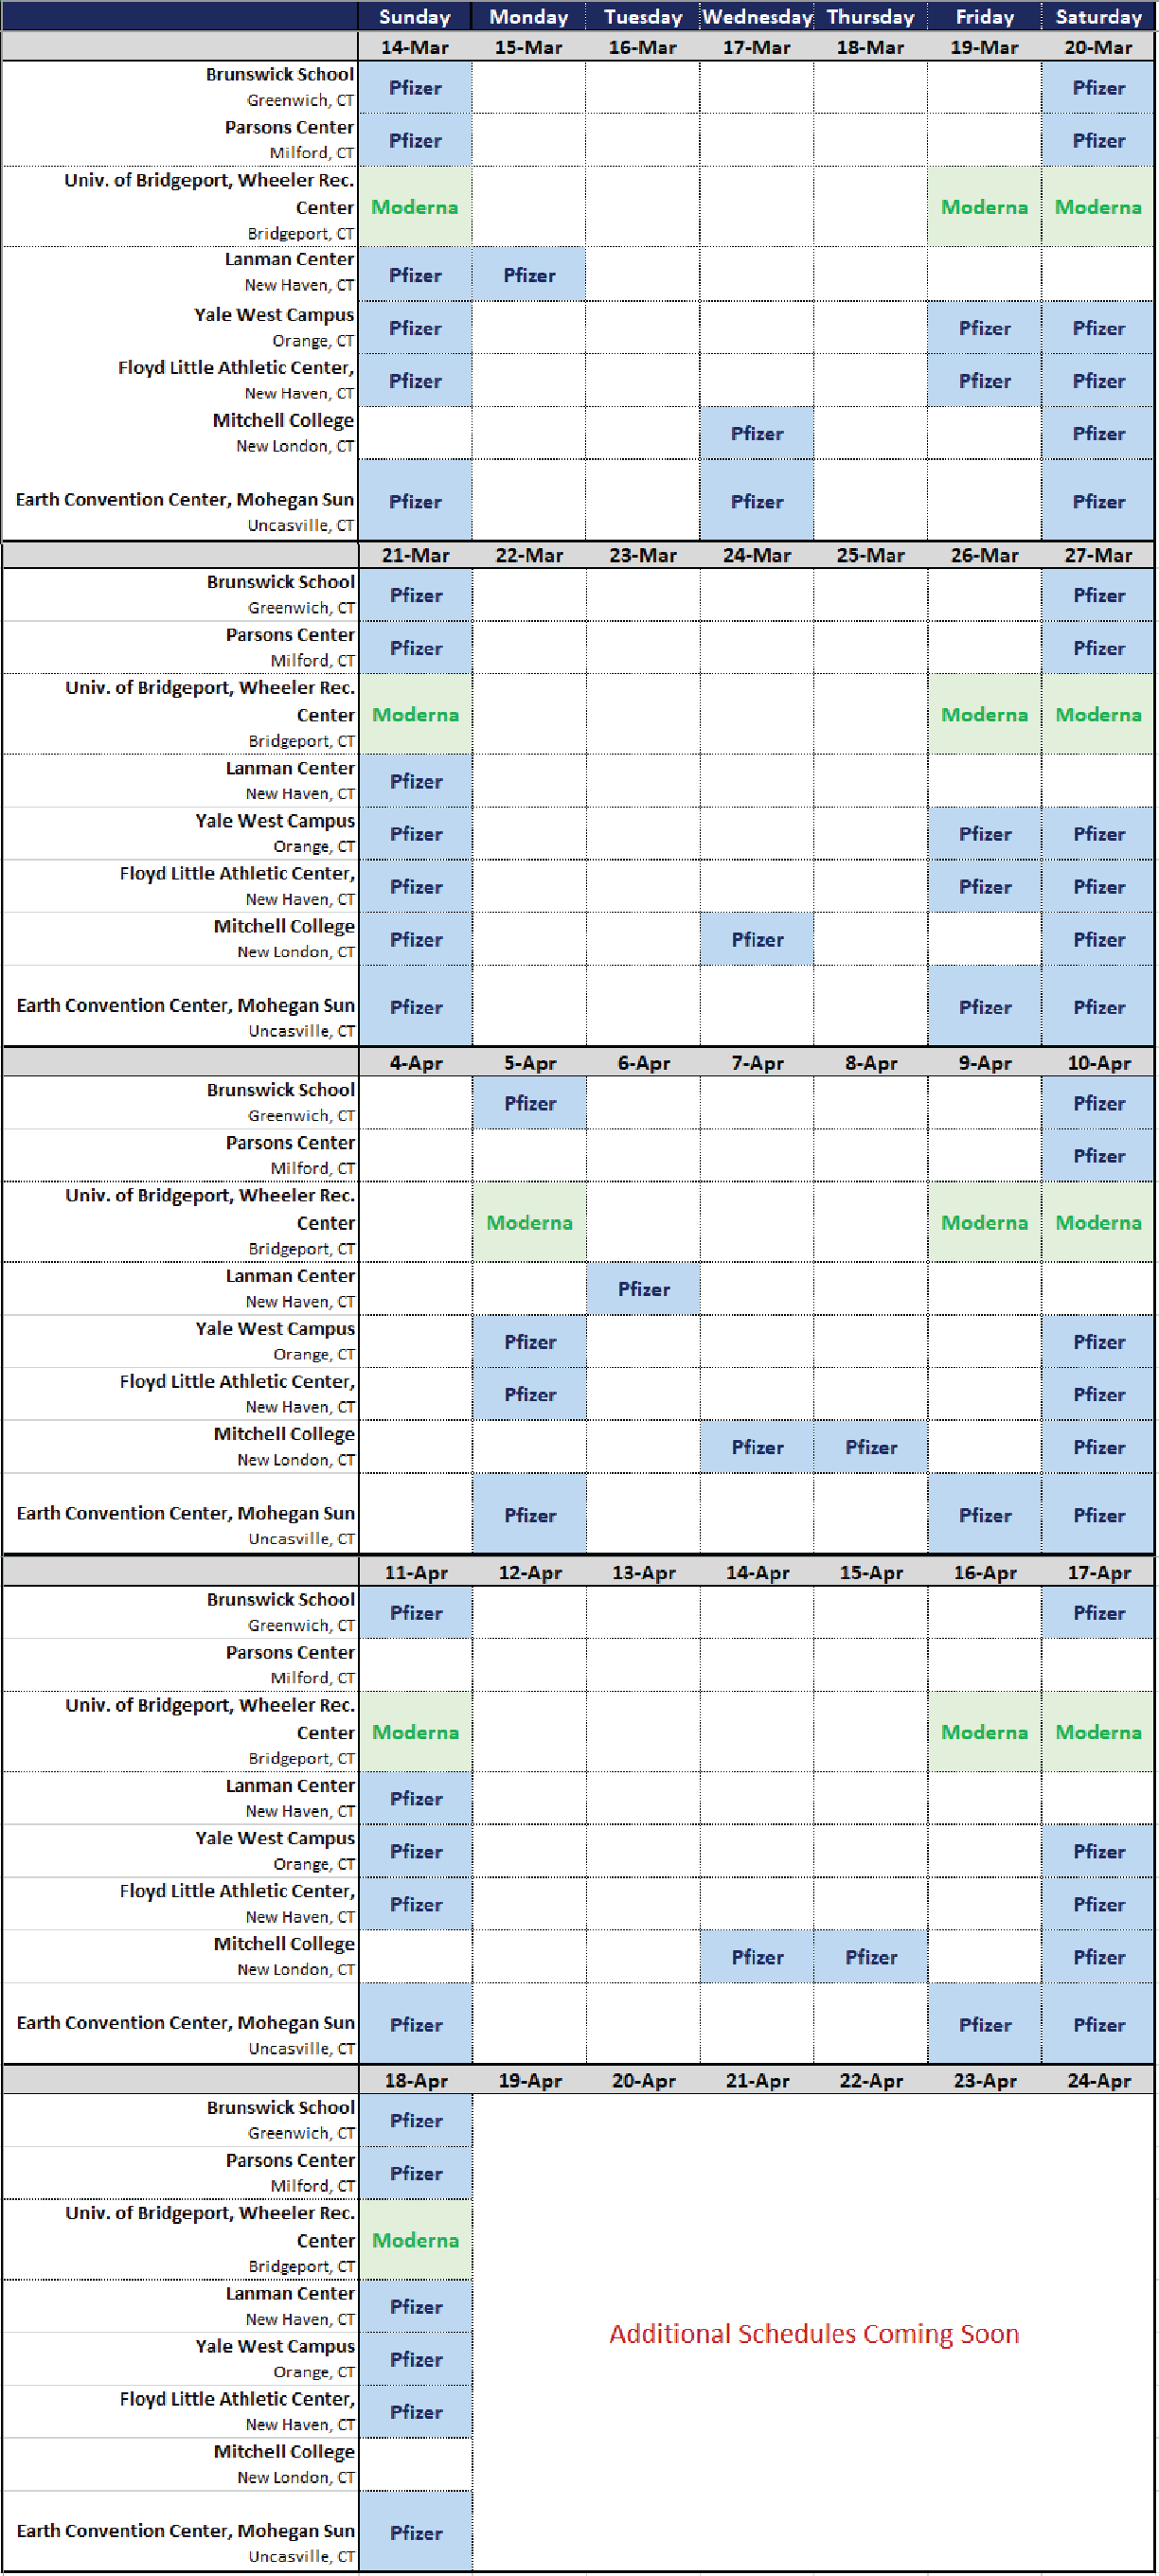 Sunday Monday Tuesday Wednesday Thursday Friday Saturday
14-Mar 15-Mar 16-Mar 17-Mar 18-Mar 19-Mar 20-Mar
Brunswick School
Greenwich, CT
Pfizer Pfizer
Parsons Center
Milford, CT
Pfizer Pfizer
Univ. of Bridgeport, Wheeler Rec.
Center
Bridgeport, CT
Moderna Moderna Moderna
Lanman Center
New Haven, CT
Pfizer Pfizer
Yale West Campus
Orange, CT
Pfizer Pfizer Pfizer
Floyd Little Athletic Center,
New Haven, CT
Pfizer Pfizer Pfizer
Mitchell College
New London, CT
Pfizer Pfizer
Earth Convention Center, Mohegan Sun
Uncasville, CT
Pfizer Pfizer Pfizer
21-Mar 22-Mar 23-Mar 24-Mar 25-Mar 26-Mar 27-Mar
Brunswick School
Greenwich, CT
Pfizer Pfizer
Parsons Center
Milford, CT
Pfizer Pfizer
Univ. of Bridgeport, Wheeler Rec.
Center
Bridgeport, CT
Moderna Moderna Moderna
Lanman Center
New Haven, CT
Pfizer
Yale West Campus
Orange, CT
Pfizer Pfizer Pfizer
Floyd Little Athletic Center,
New Haven, CT
Pfizer Pfizer Pfizer
Mitchell College
New London, CT
Pfizer Pfizer Pfizer
Earth Convention Center, Mohegan Sun
Uncasville, CT
Pfizer Pfizer Pfizer
4-Apr 5-Apr 6-Apr 7-Apr 8-Apr 9-Apr 10-Apr
Brunswick School
Greenwich, CT
Pfizer Pfizer
Parsons Center
Milford, CT
Pfizer
Univ. of Bridgeport, Wheeler Rec.
Center
Bridgeport, CT
Moderna Moderna Moderna
Lanman Center
New Haven, CT
Pfizer
Yale West Campus
Orange, CT
Pfizer Pfizer
Floyd Little Athletic Center,
New Haven, CT
Pfizer Pfizer
Mitchell College
New London, CT
Pfizer Pfizer Pfizer
Earth Convention Center, Mohegan Sun
Uncasville, CT
Pfizer Pfizer Pfizer
11-Apr 12-Apr 13-Apr 14-Apr 15-Apr 16-Apr 17-Apr
Brunswick School
Greenwich, CT
Pfizer Pfizer
Parsons Center
Milford, CT
Univ. of Bridgeport, Wheeler Rec.
Center
Bridgeport, CT
Moderna Moderna Moderna
Lanman Center
New Haven, CT
Pfizer
Yale West Campus
Orange, CT
Pfizer Pfizer
Floyd Little Athletic Center,
New Haven, CT
Pfizer Pfizer
Mitchell College
New London, CT
Pfizer Pfizer Pfizer
Earth Convention Center, Mohegan Sun
Uncasville, CT
Pfizer Pfizer Pfizer
18-Apr 19-Apr 20-Apr 21-Apr 22-Apr 23-Apr 24-Apr
Brunswick School
Greenwich, CT
Pfizer
Parsons Center
Milford, CT
Pfizer
Univ. of Bridgeport, Wheeler Rec.
Center
Bridgeport, CT
Moderna
Lanman Center
New Haven, CT
Pfizer
Additional Schedules Coming Soon
Yale West Campus
Orange, CT
Pfizer
Floyd Little Athletic Center,
New Haven, CT
Pfizer
Mitchell College
New London, CT
Earth Convention Center, Mohegan Sun
Uncasville, CT
Pfizer